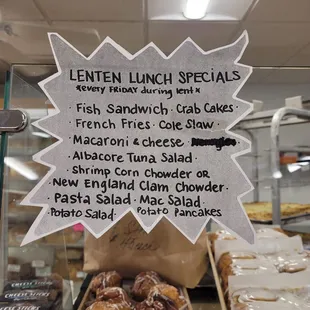 LENTEN LUNCH SPECIALS
*EVERY FRIDAY during lent*
Fish Sandwich · Crab Cakes ·
French Fries · Cole Slaw ·
Macaroni & cheese
Albacore Tuna Salad ·
Shrimp Corn Chowder OR
New England Clam Chowder ·
Pasta Salad · Mac Salad ·
Potato Salad · Potato Pancakes